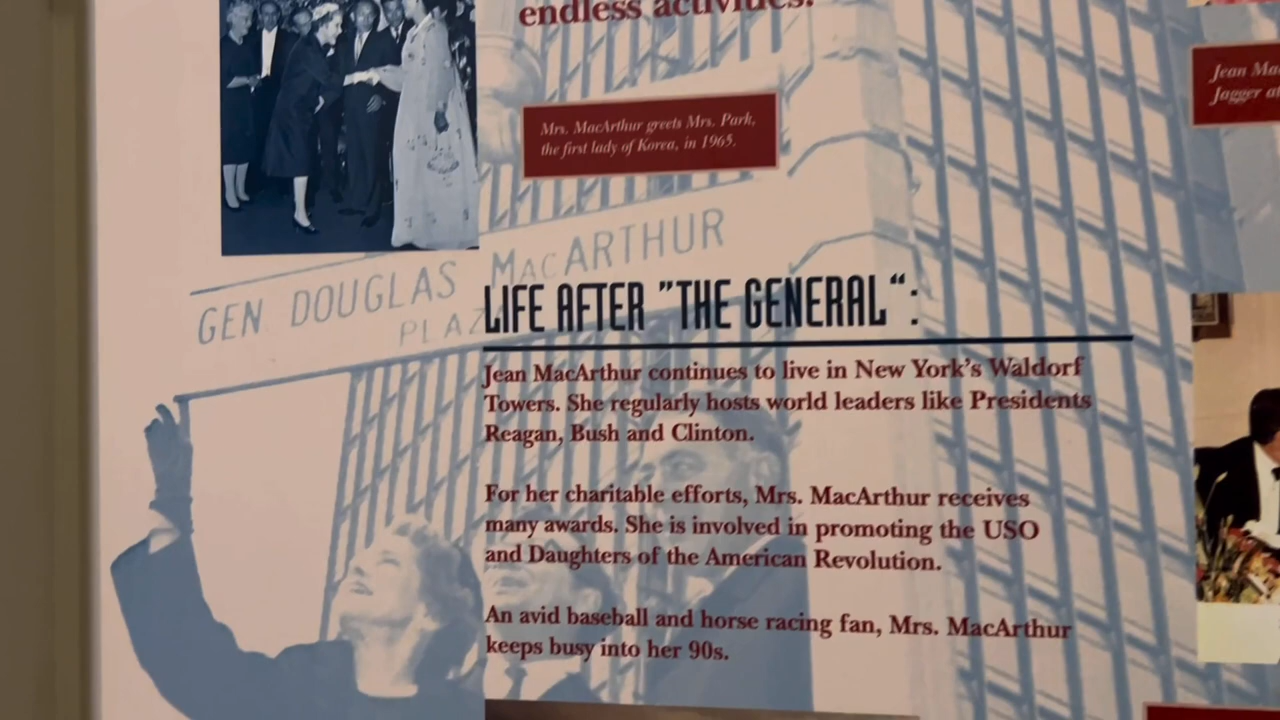 endless activities.
Mrs. MacArthur greets Mrs. Park,
the first lady of Korea, in 1965.
Jean Ma
Jagger at
GEN DOUGLAS MACARTHUR
PLAZ
LIFE AFTER "THE GENERAL“:
Jean MacArthur continues to live in New York's Waldorf
Towers. She regularly hosts world leaders like Presidents
Reagan, Bush and Clinton.
For her charitable efforts, Mrs. MacArthur receives
many awards. She is involved in promoting the USO
and Daughters of the American Revolution.
An avid baseball and horse racing fan, Mrs. MacArthur
keeps busy into her 90s.